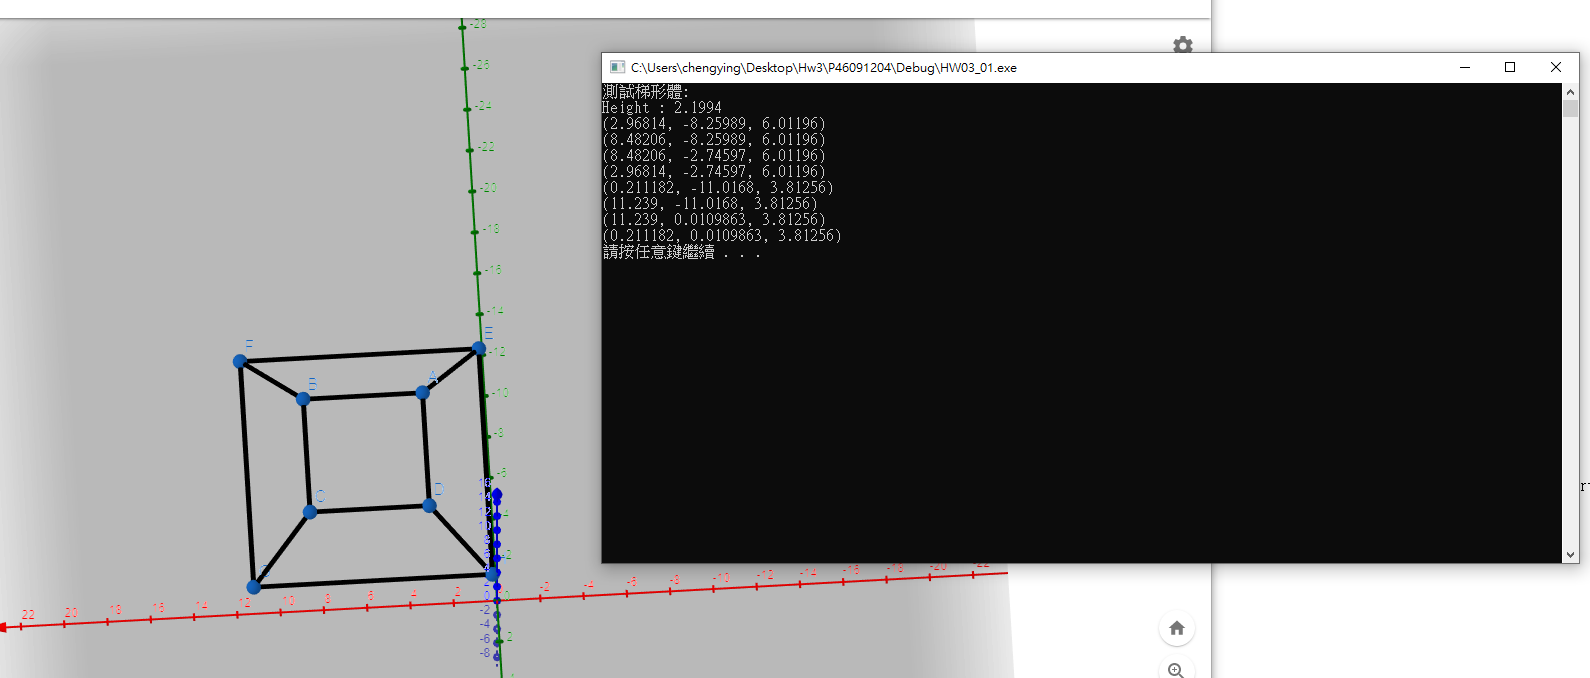 C:\Users\chengying\Desktop\Hw3\P46091204\Debug\HW03_01.exe
測試梯形體:
Height : 2.1994
(2.96814, -8.25989, 6.01196)
(8.48206, -8.25989, 6.01196)
(8.48206, -2.74597, 6.01196)
(2.96814, -2.74597, 6.01196)
(0.211182, -11.0168, 3.81256)
(11.239, -11.0168, 3.81256)
(11.239, 0.0109863, 3.81256)
(0.211182, 0.0109863, 3.81256)
請按任意鍵繼續 . . .
-28
-26
-24
-22
-20
-18
-16
-14
-12
-8
-6
-2
2
F
E
B
A
C
D
22
20
18
16
14
12
10
8
6
4
2
-2
-4
-6
-8
-10
-12
-14
-16
-18
-20
-22
16
14
12
0
-2
-4
-6
-8